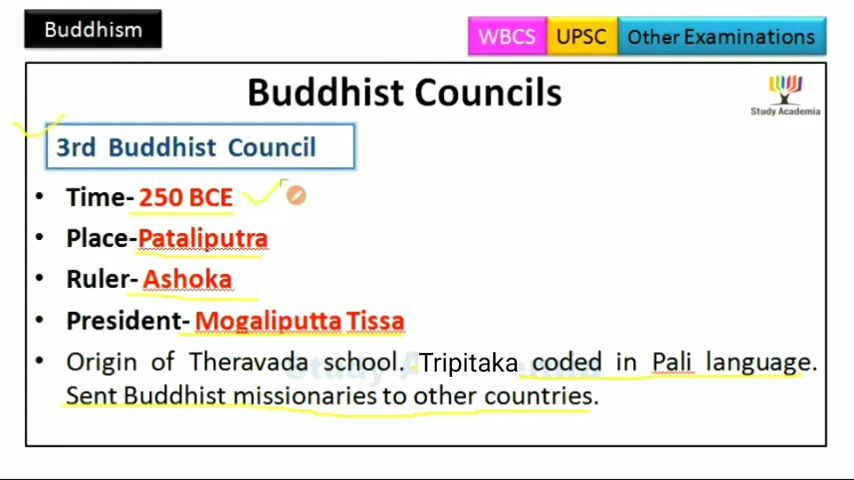 Buddhism
WBCS UPSC Other Examinations
Buddhist Councils
Study Academia
3rd Buddhist Council
• Time- 250 BCE
• Place-Pataliputra
• Ruler- Ashoka
• President- Mogaliputta Tissa
• Origin of Theravada school. Tripitaka coded in Pali language.
Sent Buddhist missionaries to other countries.